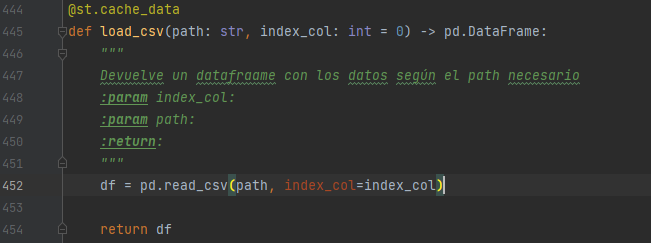 444 @st.cache_data
445 def load_csv(path: str, index_col: int = 0) -> pd.DataFrame:
446 """
447 Devuelve un datafraame con los datos según el path necesario
448 :param index_col:
449 :param path:
450 :return:
451 """
452 df = pd.read_csv(path, index_col=index_col)
453
454 return df